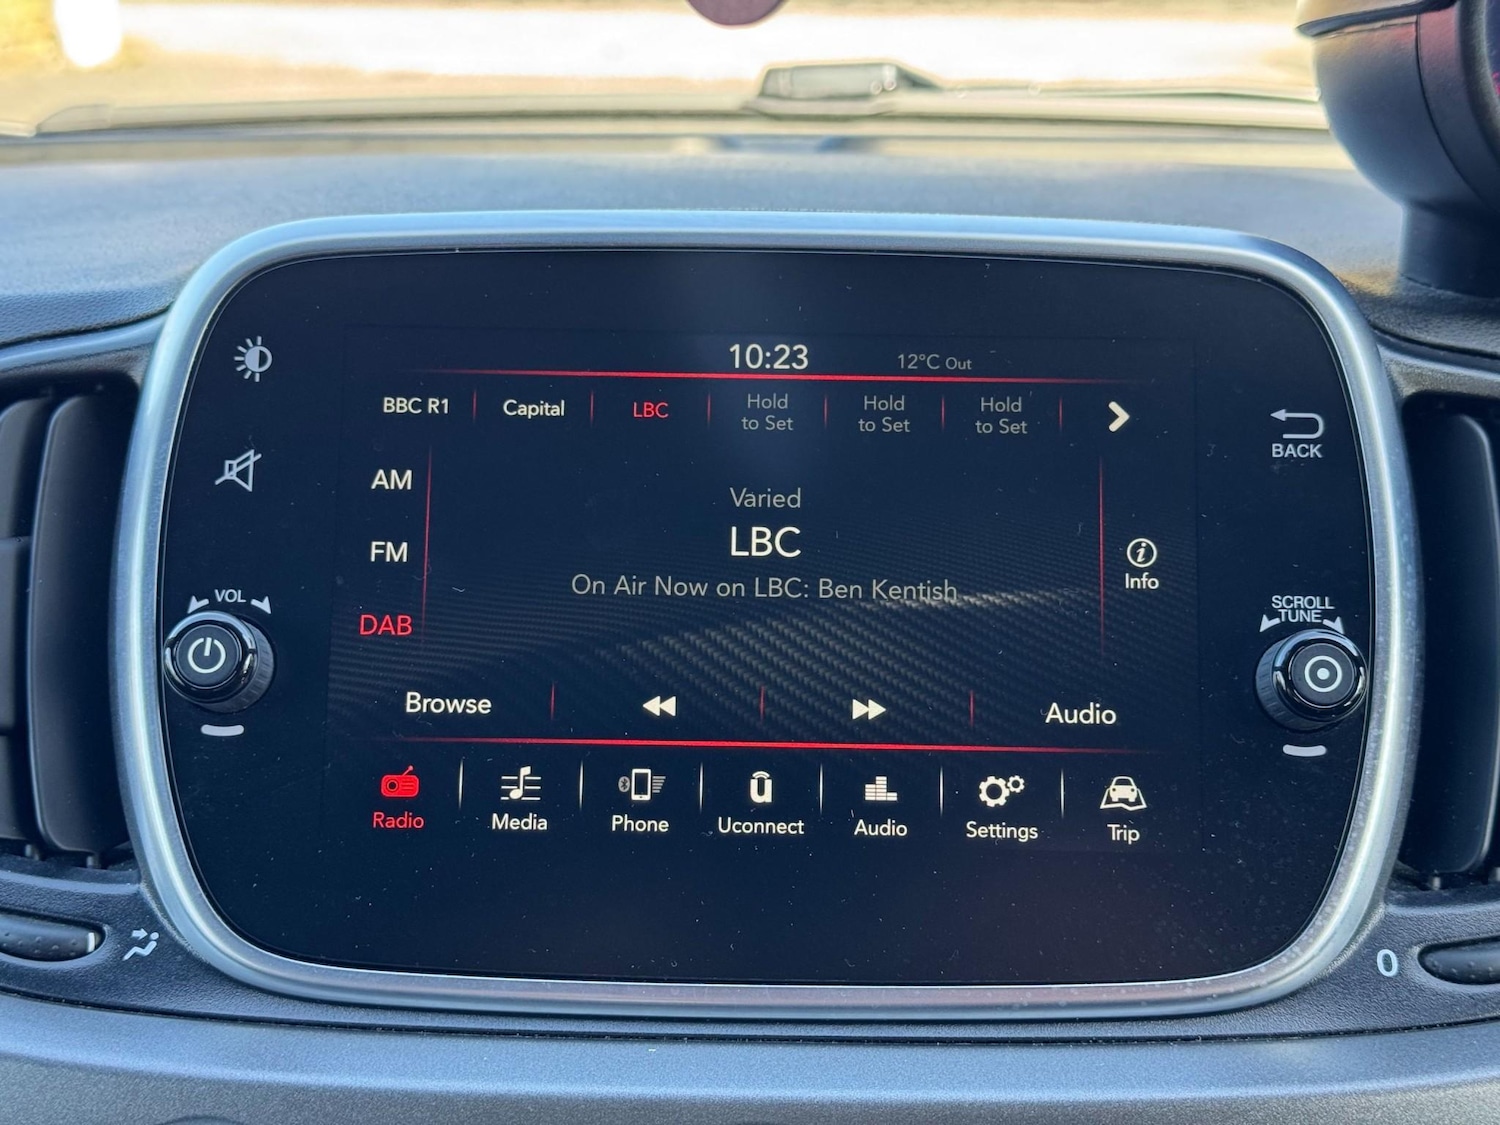 10:23
12°C Out
BBC R1
Capital
LBC
Hold
to Set
Hold
to Set
Hold
to Set
BACK
AM
Varied
LBC
FM
Info
On Air Now on LBC: Ben Kentish
VOL
SCROLL
TUNE
DAB
Browse
Audio
Radio
Media
Phone
Uconnect
Audio
Settings
Trip
0